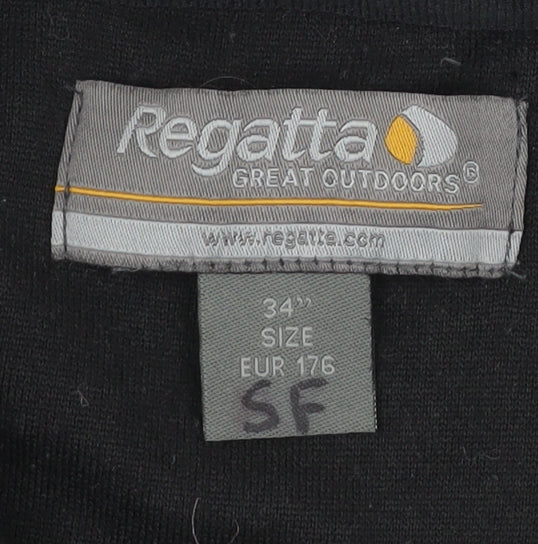 Regatta
GREAT OUTDOORS®
www.regatta.com
34”
SIZE
EUR 176
SF